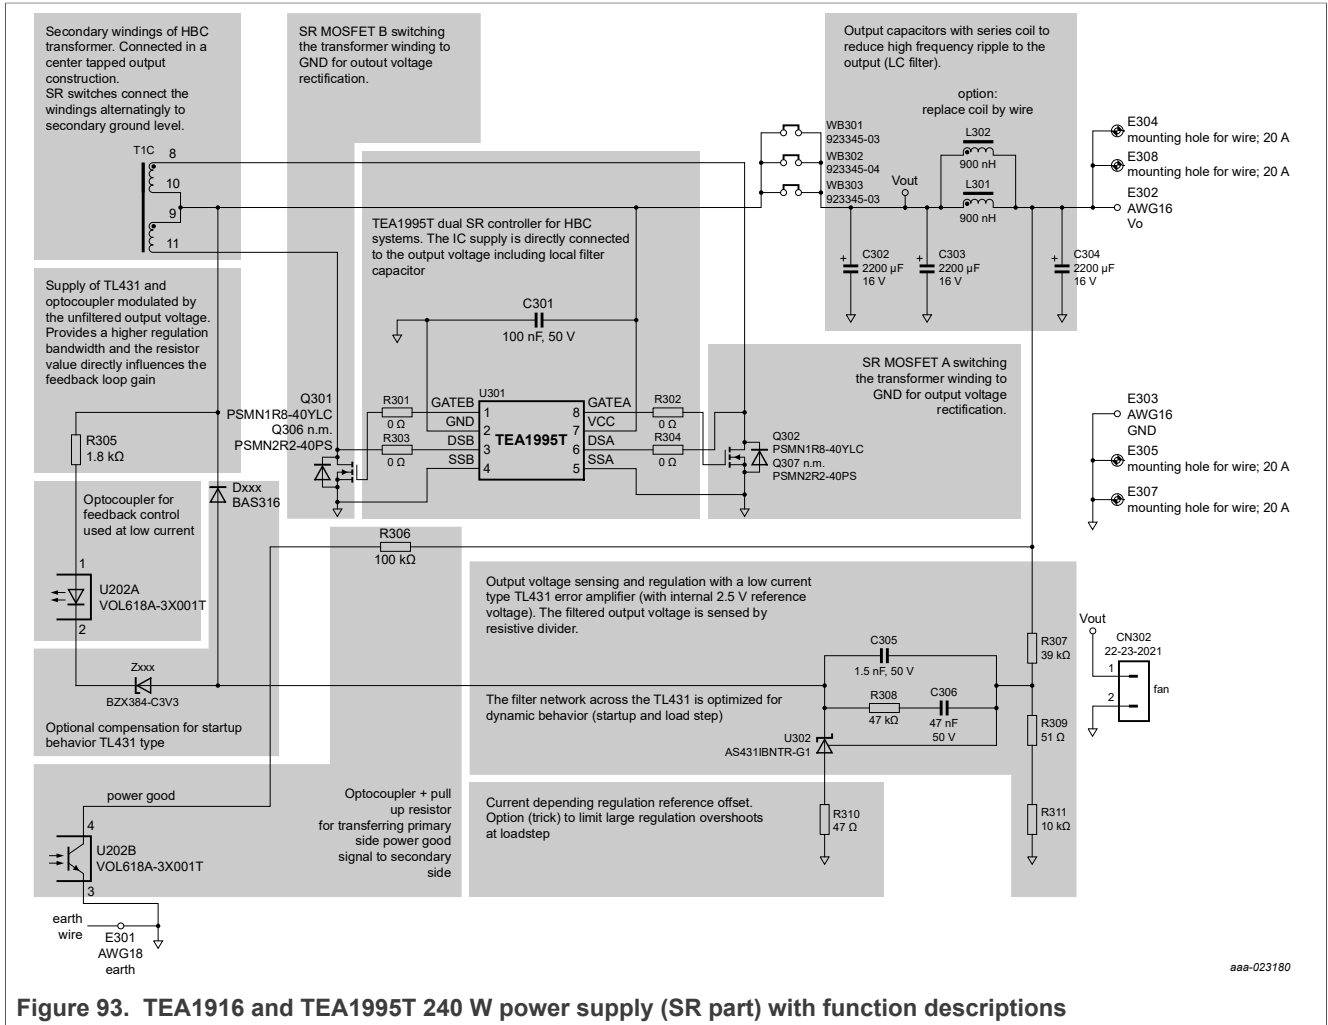 Secondary windings of HBC
transformer. Connected in a
center tapped output
construction.
SR switches connect the
windings alternatingly to
secondary ground level.
T1C
8
10
9
11
SR MOSFET B switching
the transformer winding to
GND for outout voltage
rectification.
Output capacitors with series coil to
reduce high frequency ripple to the
output (LC filter).
option:
replace coil by wire
WB301
923345-03
WB302
923345-04
WB303
923345-03
Vout
L302
900 nH
L301
900 nH
E304
mounting hole for wire; 20 A
E308
mounting hole for wire; 20 A
E302
AWG16
Vo
+
C302
2200 µF
16 V
+
C303
2200 µF
16 V
+
C304
2200 µF
16 V
TEA1995T dual SR controller for HBC
systems. The IC supply is directly connected
to the output voltage including local filter
capacitor
C301
100 nF, 50 V
Supply of TL431 and
optocoupler modulated by
the unfiltered output voltage.
Provides a higher regulation
bandwidth and the resistor
value directly influences the
feedback loop gain
R305
1.8 kΩ
SR MOSFET A switching
the transformer winding to
GND for output voltage
rectification.
Q301
PSMN1R8-40YLC
Q306 n.m.
PSMN2R2-40PS
R301
0 Ω
R303
0 Ω
GATEB
GND
DSB
SSB
U301
1
2
3
4
TEA1995T
8
7
6
5
GATEA
VCC
DSA
SSA
R302
0 Ω
R304
0 Ω
Q302
PSMN1R8-40YLC
Q307 n.m.
PSMN2R2-40PS
E303
AWG16
GND
E305
mounting hole for wire; 20 A
E307
mounting hole for wire; 20 A
Optocoupler for
feedback control
used at low current
Dxxx
BAS316
1
U202A
VOL618A-3X001T
2
R306
100 kΩ
Output voltage sensing and regulation with a low current
type TL431 error amplifier (with internal 2.5 V reference
voltage). The filtered output voltage is sensed by
resistive divider.
C305
1.5 nF, 50 V
R307
39 kΩ
Vout
CN302
22-23-2021
1
2
fan
Zxxx
BZX384-C3V3
Optional compensation for startup
behavior TL431 type
The filter network across the TL431 is optimized for
dynamic behavior (startup and load step)
R308
47 kΩ
C306
47 nF
50 V
R309
51 Ω
U302
AS431IBNTR-G1
power good
4
U202B
VOL618A-3X001T
3
Optocoupler + pull
up resistor
for transferring primary
side power good
signal to secondary
side
Current depending regulation reference offset.
Option (trick) to limit large regulation overshoots
at loadstep
R310
47 Ω
R311
10 kΩ
earth
wire
E301
AWG18
earth
aaa-023180
Figure 93. TEA1916 and TEA1995T 240 W power supply (SR part) with function descriptions